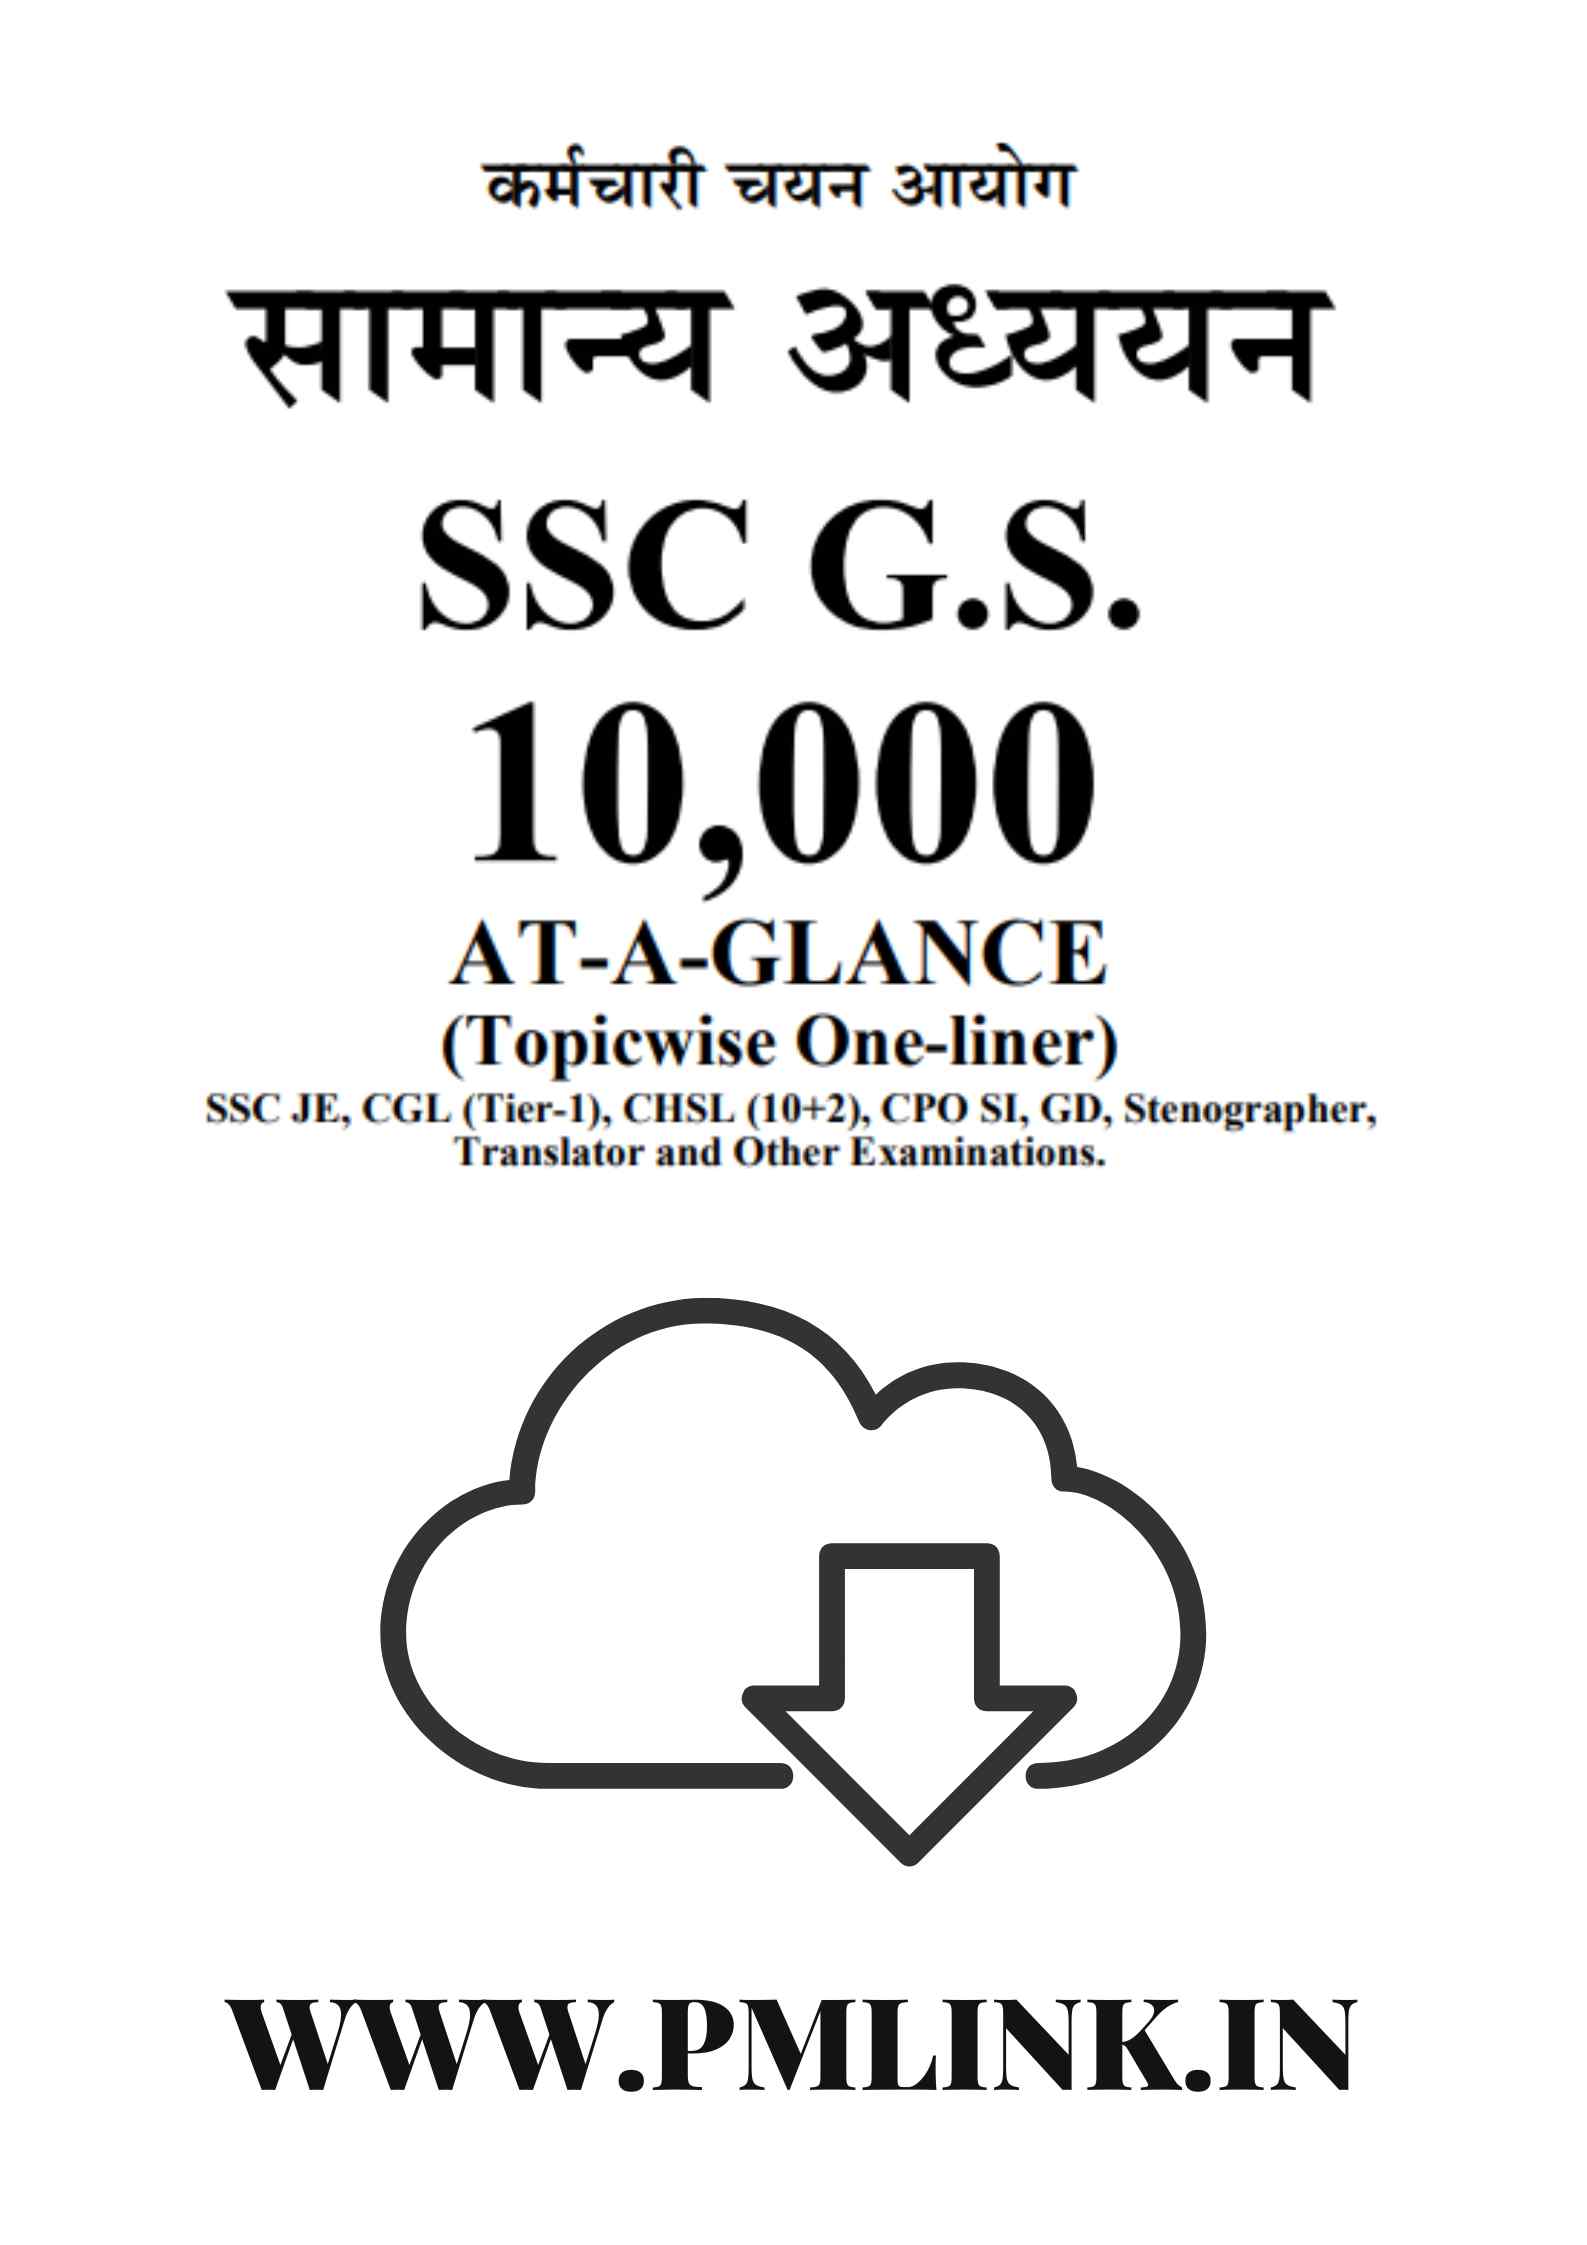 कर्मचारी चयन आयोग
सामान्य अध्ययन
SSC G.S.
10,000
AT-A-GLANCE
(Topicwise One-liner)
SSC JE, CGL (Tier-1), CHSL (10+2), CPO SI, GD, Stenographer,
Translator and Other Examinations.
WWW.PMLINK.IN